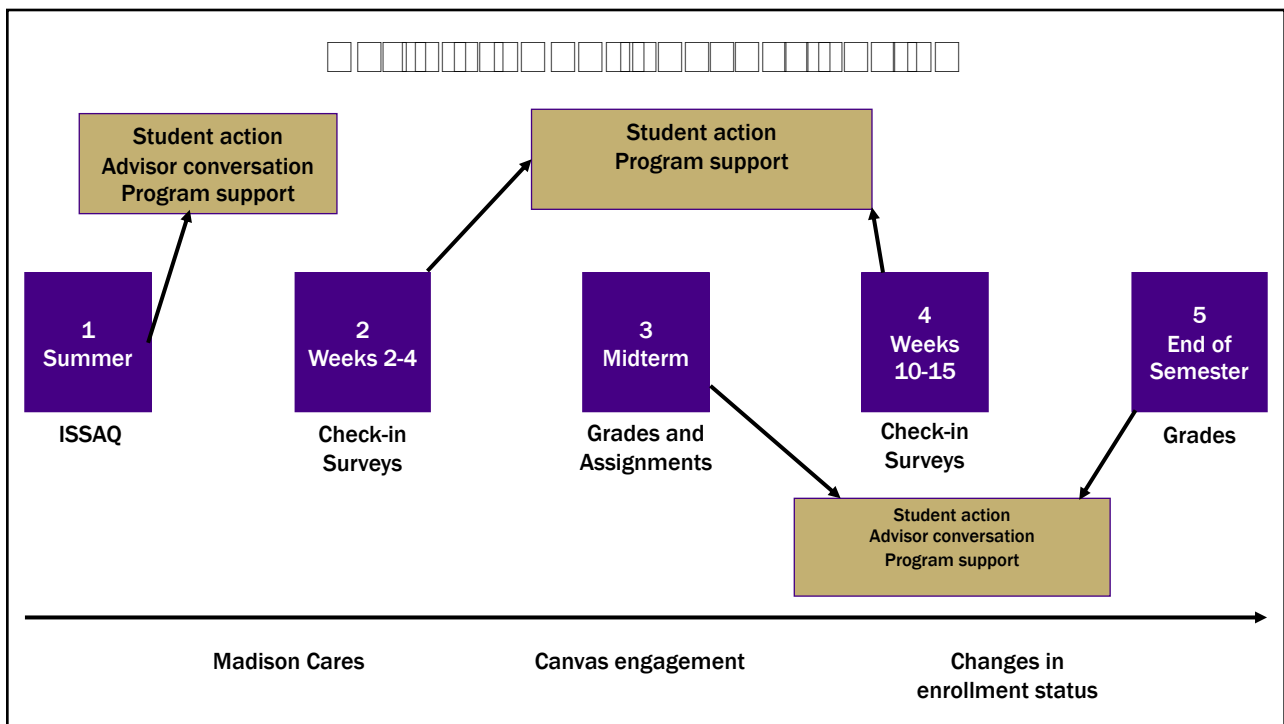 Student action
Advisor conversation
Program support
Student action
Program support
1
Summer
2
Weeks 2-4
3
Midterm
4
Weeks
10-15
5
End of
Semester
ISSAQ
Check-in
Surveys
Grades and
Assignments
Check-in
Surveys
Grades
Student action
Advisor conversation
Program support
Madison Cares
Canvas engagement
Changes in
enrollment status